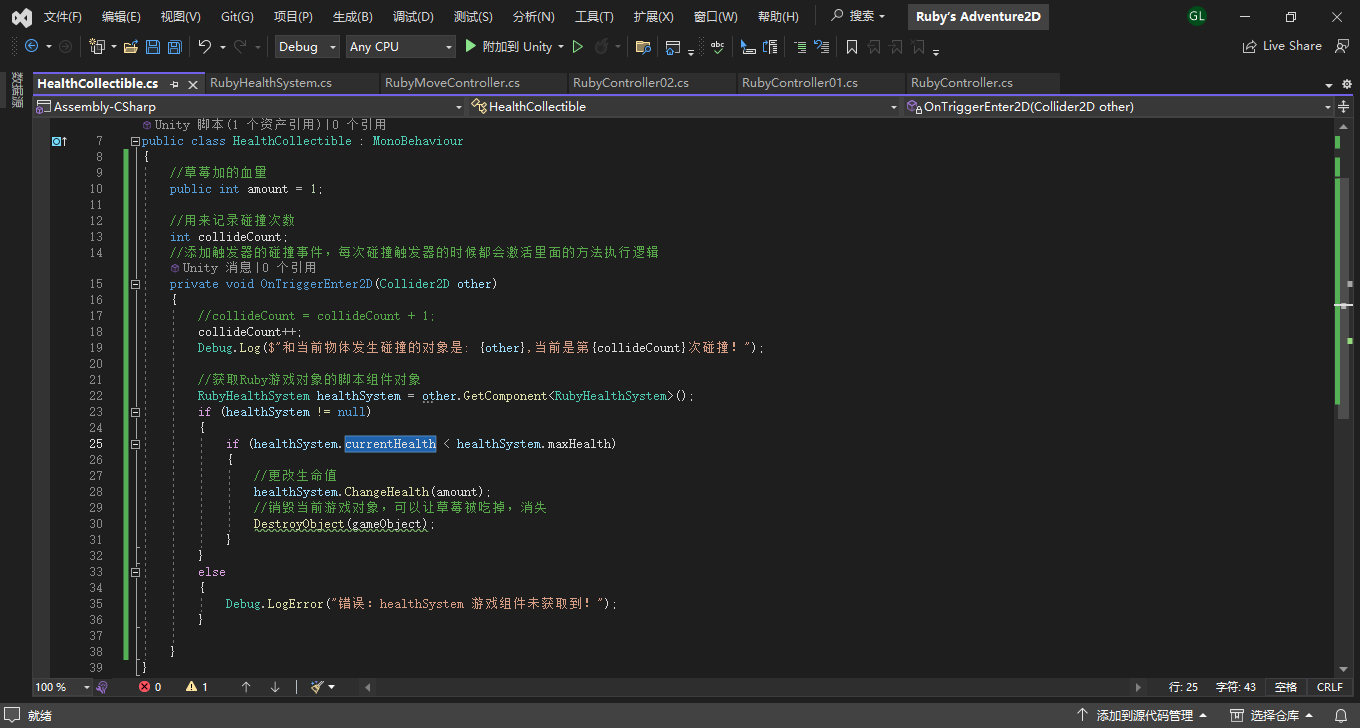 文件(F) 编辑(E) 视图(V) Git(G) 项目(P) 生成(B) 调试(D) 测试(S) 分析(N) 工具(T) 扩展(X) 窗口(W) 帮助(H) 搜索 Ruby's Adventure2D GL
Debug Any CPU 附加到 Unity Live Share
数据源
HealthCollectible.cs RubyHealthSystem.cs RubyMoveController.cs RubyController02.cs RubyController01.cs RubyController.cs
Assembly-CSharp HealthCollectible OnTriggerEnter2D(Collider2D other)
Unity 脚本(1 个资产引用)|0 个引用
7 public class HealthCollectible : MonoBehaviour
8 {
9 //草莓加的血量
10 public int amount = 1;
11
12 //用来记录碰撞次数
13 int collideCount;
14 //添加触发器的碰撞事件，每次碰撞触发器的时候都会激活里面的方法执行逻辑
Unity 消息|0 个引用
15 private void OnTriggerEnter2D(Collider2D other)
16 {
17 //collideCount = collideCount + 1;
18 collideCount++;
19 Debug.Log($"和当前物体发生碰撞的对象是: {other},当前是第{collideCount}次碰撞！");
20
21 //获取Ruby游戏对象的脚本组件对象
22 RubyHealthSystem healthSystem = other.GetComponent<RubyHealthSystem>();
23 if (healthSystem != null)
24 {
25 if (healthSystem.currentHealth < healthSystem.maxHealth)
26 {
27 //更改生命值
28 healthSystem.ChangeHealth(amount);
29 //销毁当前游戏对象，可以让草莓被吃掉，消失
30 DestroyObject(gameObject);
31 }
32 }
33 else
34 {
35 Debug.LogError("错误：healthSystem 游戏组件未获取到！");
36 }
37
38 }
39 }
100 % 0 1 行: 25 字符: 43 空格 CRLF
就绪 添加到源代码管理 选择仓库